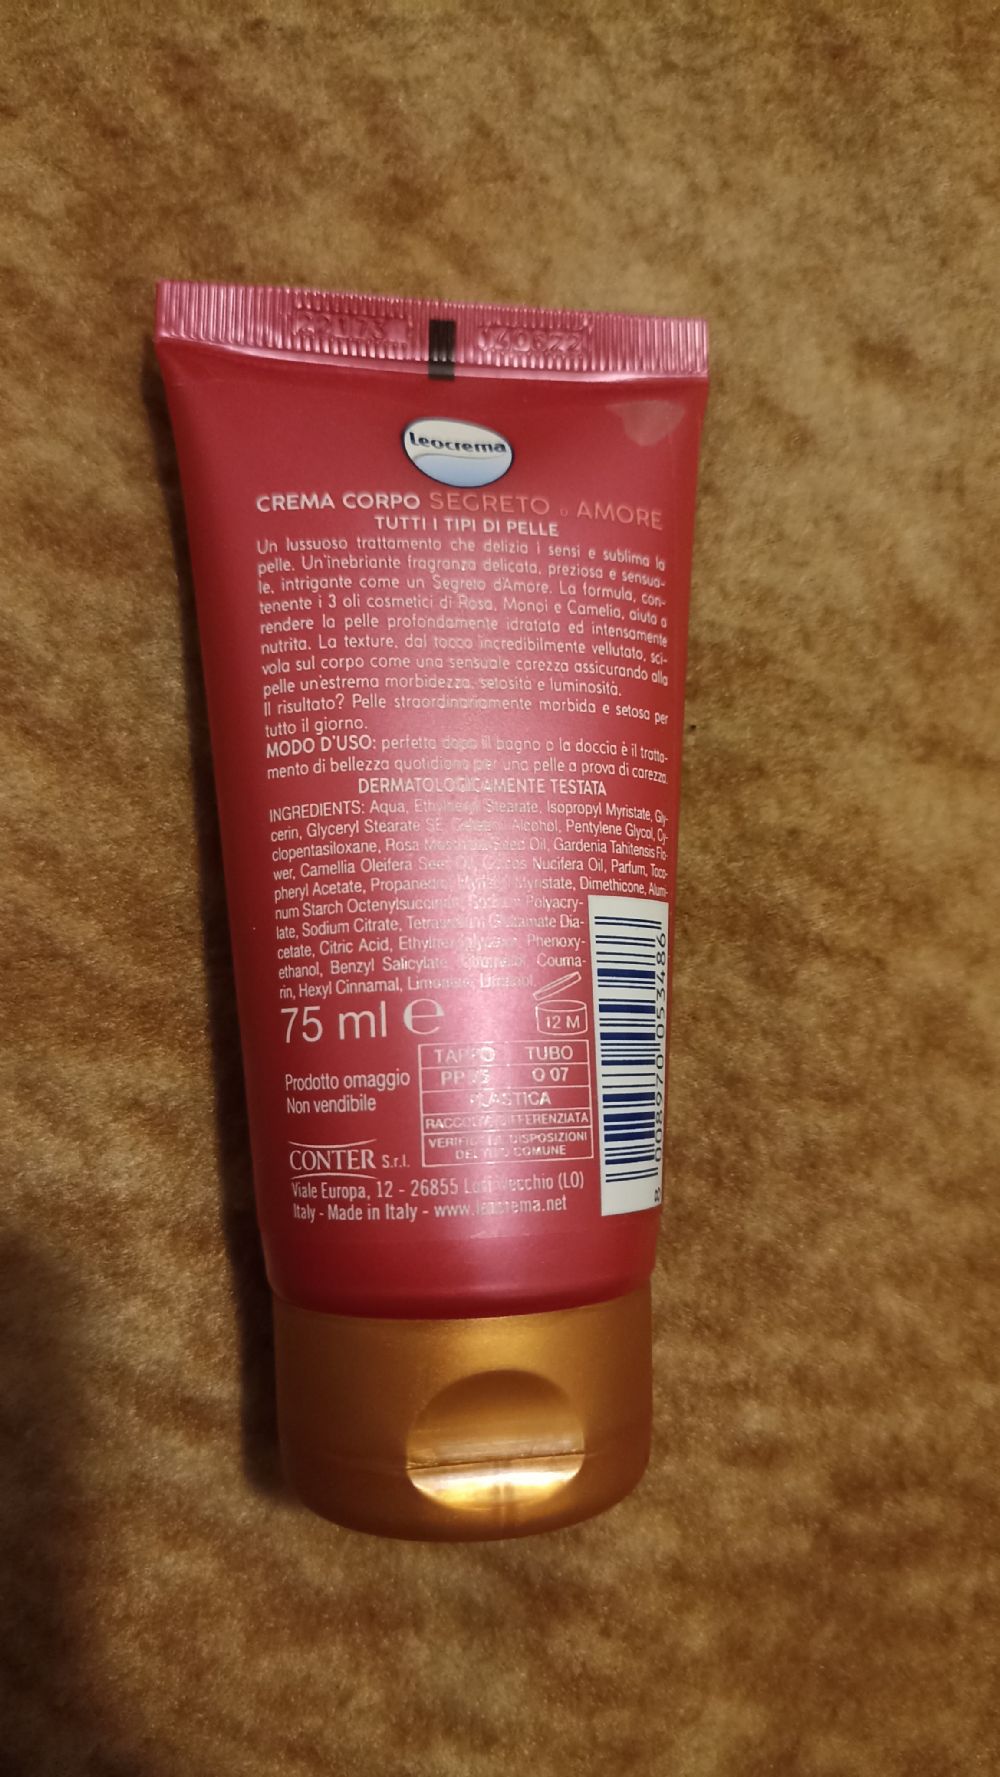 22173 140622
Leocrema
CREMA CORPO SEGRETO D AMORE
TUTTI I TIPI DI PELLE
Un lussuoso trattamento che delizia i sensi e sublima la
pelle. Un'inebriante fragranza delicata, preziosa e sensua-
le, intrigante come un Segreto d'Amore. La formula, con-
tenente i 3 oli cosmetici di Rosa, Monoi e Camelia, aiuta a
rendere la pelle profondamente idratata ed intensamente
nutrita. La texture, dal tocco incredibilmente vellutato, sci-
vola sul corpo come una sensuale carezza assicurando alla
pelle un'estrema morbidezza, setosità e luminosità.
Il risultato? Pelle straordinariamente morbida e setosa per
tutto il giorno.
MODO D'USO: perfetta dopo il bagno o la doccia è il tratta-
mento di bellezza quotidiano per una pelle a prova di carezza.
DERMATOLOGICAMENTE TESTATA
INGREDIENTS: Aqua, Stearate, Isopropyl Myristate, Gly-
cerin, Glyceryl Stearate SE, Alcohol, Pentylene Glycol, Cy-
clopentasiloxane, Rosa Seed Oil, Gardenia Tahitensis Flo-
wer, Camellia Oleifera Seed Oil, Cocos Nucifera Oil, Parfum, Toco-
pheryl Acetate, Myristate, Dimethicone, Alumi-
num Starch Polyacry-
late, Sodium Citrate, Glutamate Dia-
cetate, Citric Acid, Phenoxy-
ethanol, Benzyl Salicylate, Couma-
rin, Hexyl Cinnamal, Limonene, Linalool.
75 ml e
12 M
TAPPO TUBO
PP 05 O 07
PLASTICA
RACCOLTA DIFFERENZIATA
VERIFICA LE DISPOSIZIONI
DEL TUO COMUNE
Prodotto omaggio
Non vendibile
CONTER S.r.l.
Viale Europa, 12 - 26855 Lodi Vecchio (LO)
Italy - Made in Italy - www.leocrema.net
8 008970 053486